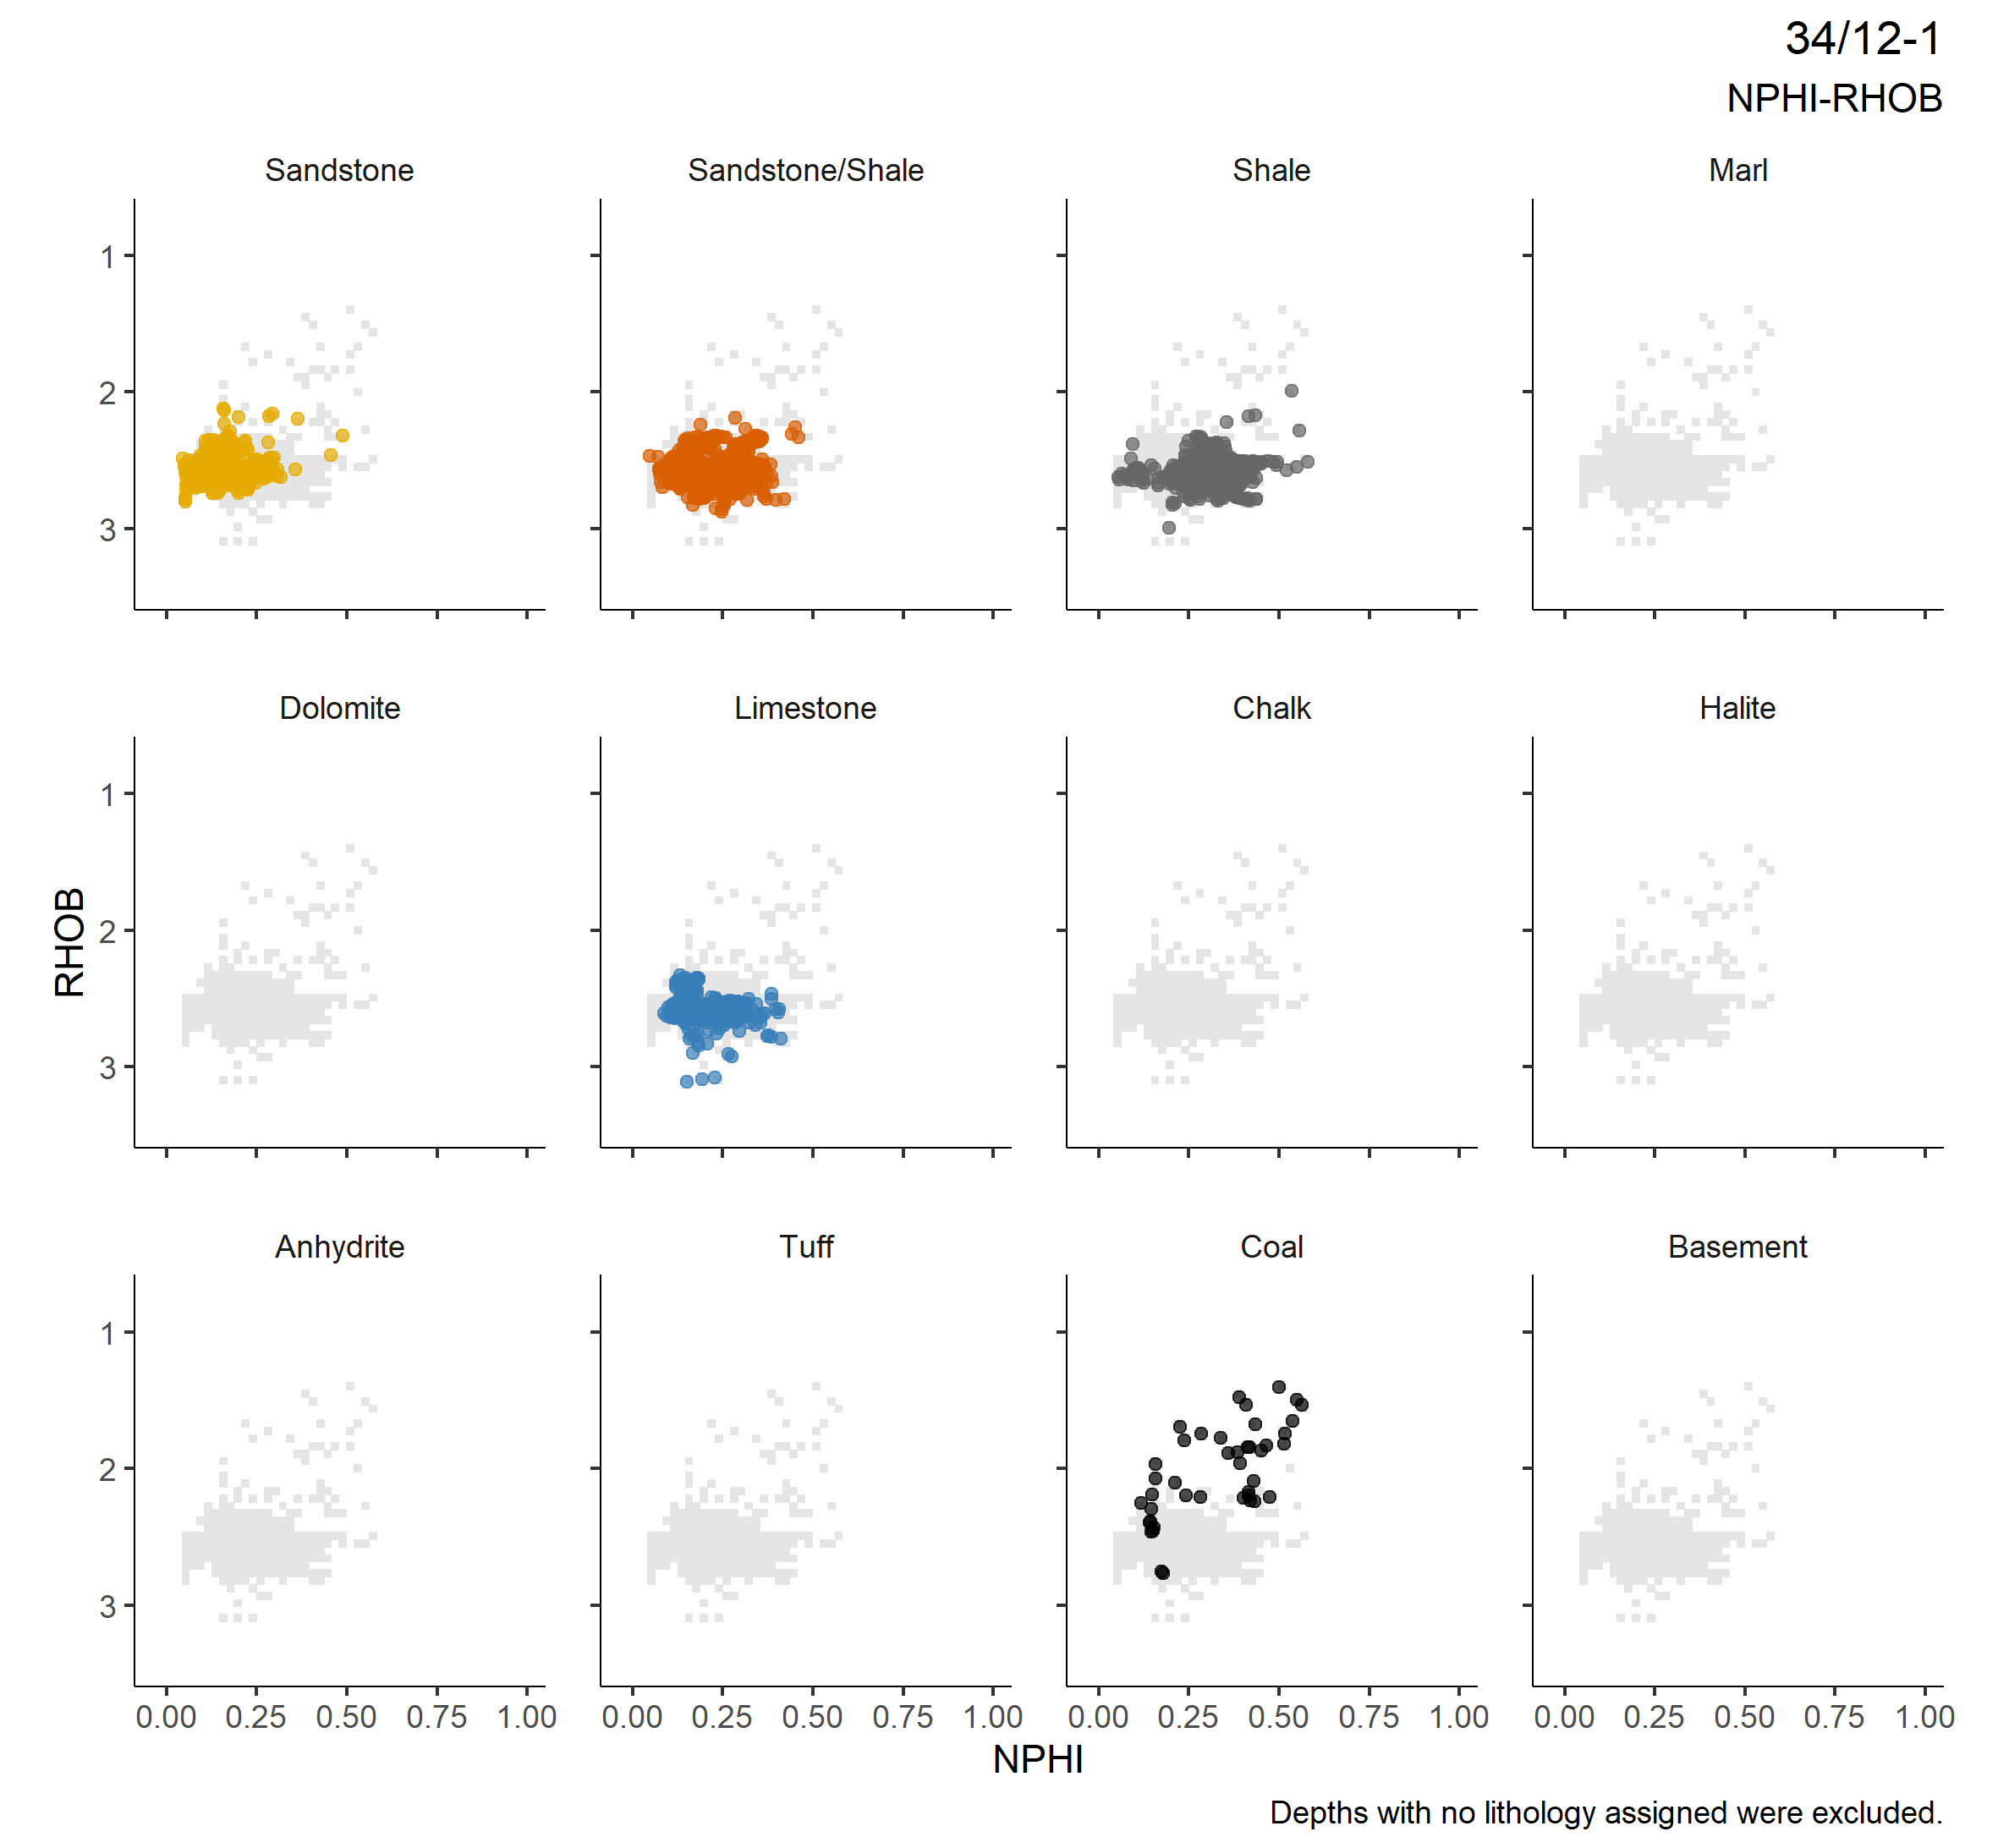 34/12-1
NPHI-RHOB
Sandstone Sandstone/Shale Shale Marl
1
2
3
Dolomite Limestone Chalk Halite
1
2
3
RHOB
Anhydrite Tuff Coal Basement
1
2
3
0.00 0.25 0.50 0.75 1.00 0.00 0.25 0.50 0.75 1.00 0.00 0.25 0.50 0.75 1.00 0.00 0.25 0.50 0.75 1.00
NPHI
Depths with no lithology assigned were excluded.